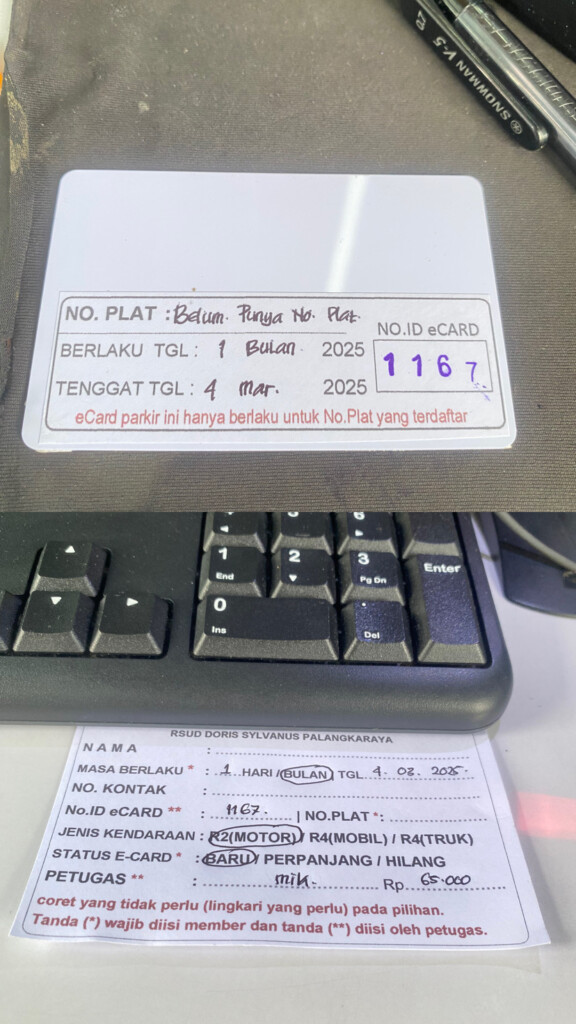 0.7 SNOWMAN V-5
NO. PLAT : Belum Punya No. Plat.
NO.ID eCARD
BERLAKU TGL : 1 Bulan 2025
1167
TENGGAT TGL : 4 Mar. 2025
eCard parkir ini hanya berlaku untuk No.Plat yang terdaftar
6
1 End
2
3 Pg Dn
Enter
0 Ins
. Del
RSUD DORIS SYLVANUS PALANGKARAYA
NAMA :
MASA BERLAKU * : 1 HARI / BULAN TGL 4. 02. 2025.
NO. KONTAK :
No.ID eCARD ** : 1167. | NO.PLAT *:
JENIS KENDARAAN : R2(MOTOR) / R4(MOBIL) / R4(TRUK)
STATUS E-CARD * : BARU / PERPANJANG / HILANG
PETUGAS ** : mik. Rp 65.000
coret yang tidak perlu (lingkari yang perlu) pada pilihan.
Tanda (*) wajib diisi member dan tanda (**) diisi oleh petugas.